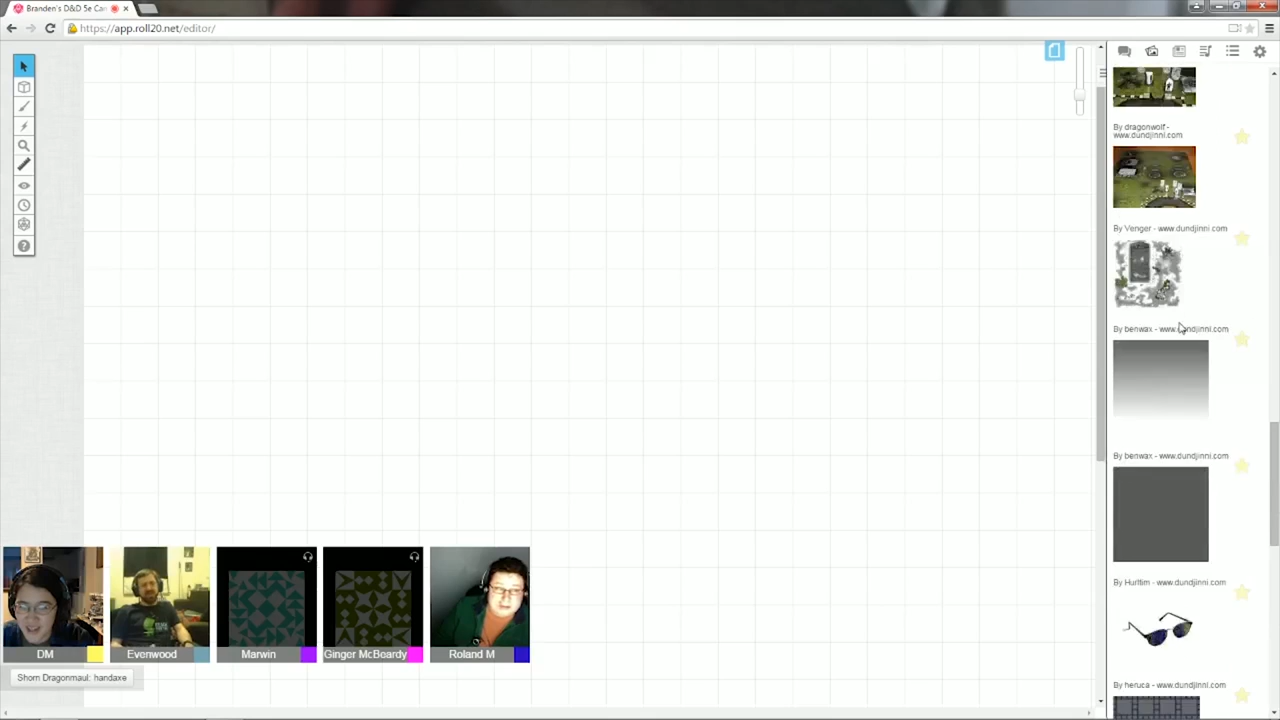 Branden's D&D 5e Can
https://app.roll20.net/editor/
By dragonwolf -
www.dundjinni.com
By Venger - www.dundjinni.com
By benwax - www.dundjinni.com
By benwax - www.dundjinni.com
By Hurltim - www.dundjinni.com
By heruca - www.dundjinni.com
DM
Evenwood
Marwin
Ginger McBeardy
Roland M
Shorn Dragonmaul: handaxe